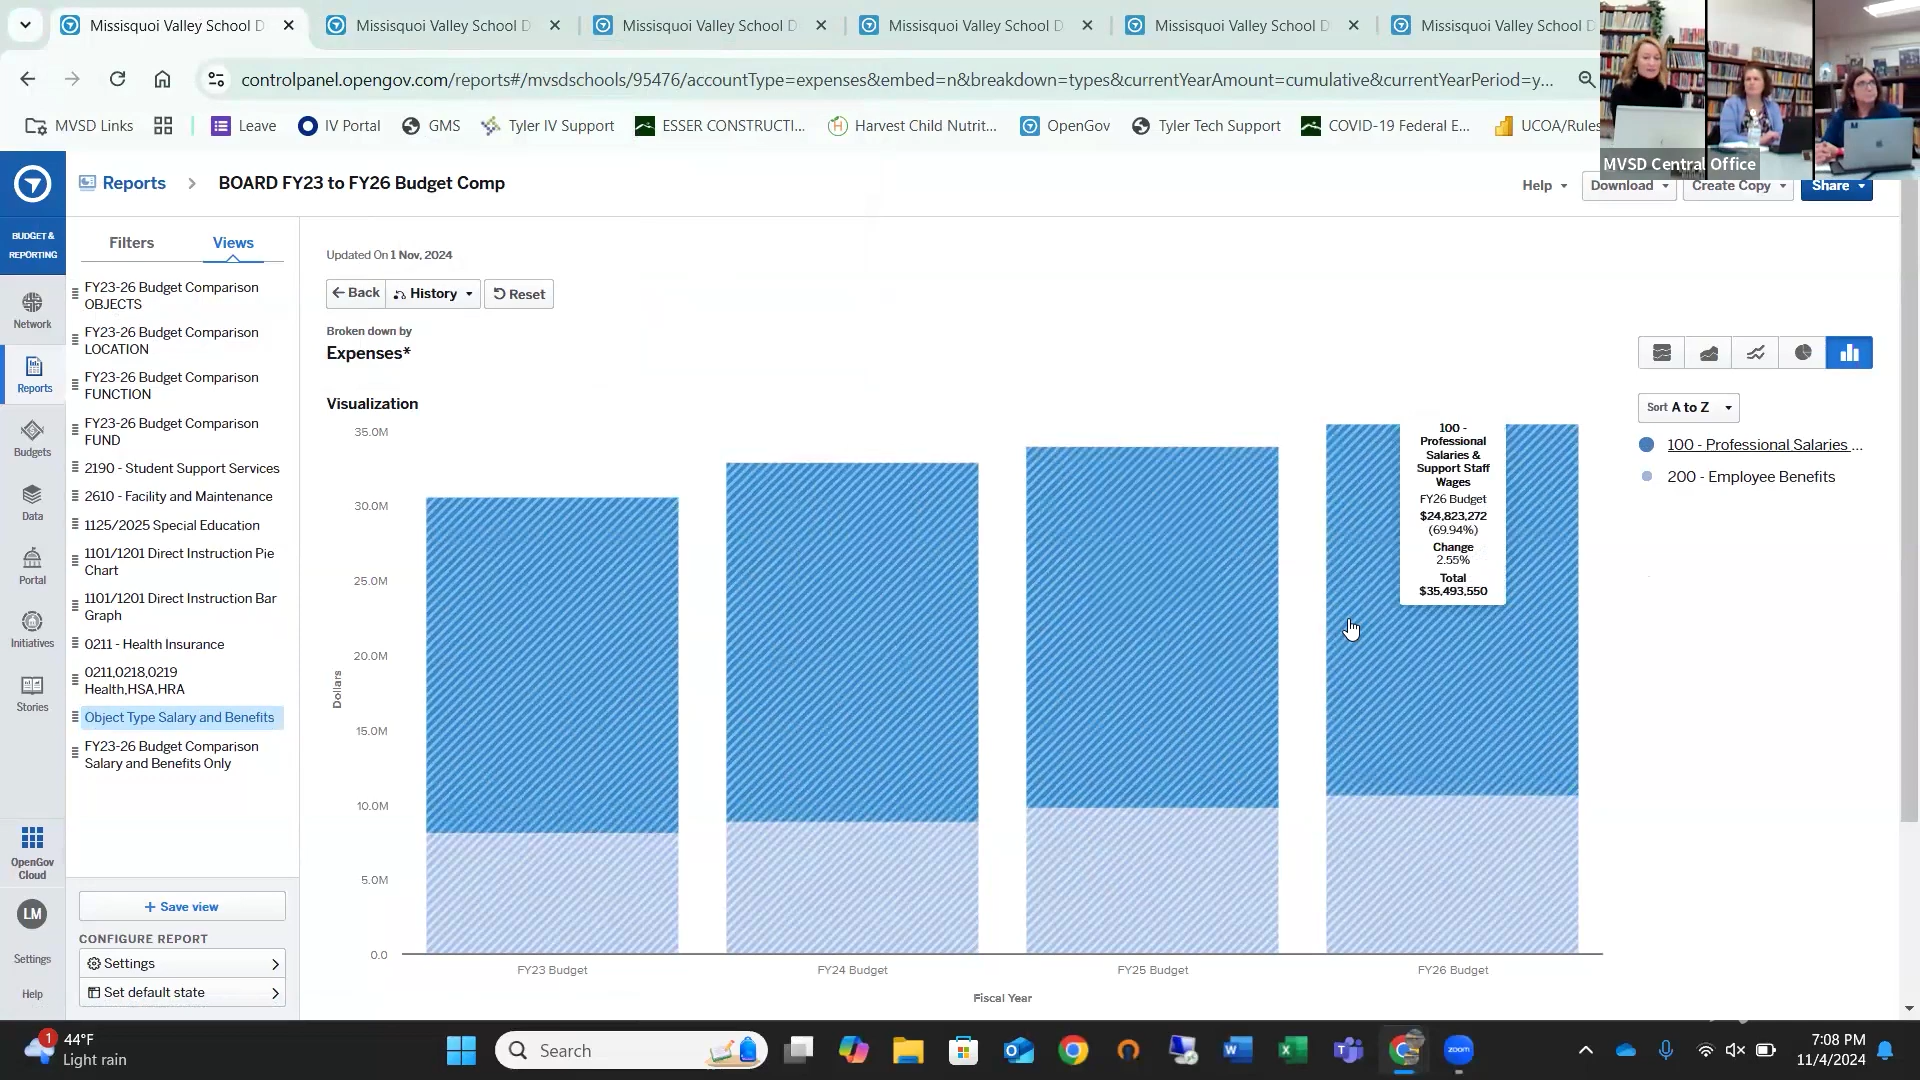 Missisquoi Valley School D
Missisquoi Valley School D
Missisquoi Valley School D
Missisquoi Valley School D
Missisquoi Valley School D
Missisquoi Valley School D
controlpanel.opengov.com/reports#/mvsdschools/95476/accountType=expenses&embed=n&breakdown=types&currentYearAmount=cumulative&currentYearPeriod=y...
MVSD Links
Leave
IV Portal
GMS
Tyler IV Support
ESSER CONSTRUCTI...
Harvest Child Nutrit...
OpenGov
Tyler Tech Support
COVID-19 Federal E...
UCOA/Rules
MVSD Central Office
BUDGET &
REPORTING
Network
Reports
Budgets
Data
Portal
Initiatives
Stories
OpenGov
Cloud
LM
Settings
Help
Reports
BOARD FY23 to FY26 Budget Comp
Help
Download
Create Copy
Share
Filters
Views
FY23-26 Budget Comparison
OBJECTS
FY23-26 Budget Comparison
LOCATION
FY23-26 Budget Comparison
FUNCTION
FY23-26 Budget Comparison
FUND
2190 - Student Support Services
2610 - Facility and Maintenance
1125/2025 Special Education
1101/1201 Direct Instruction Pie
Chart
1101/1201 Direct Instruction Bar
Graph
0211 - Health Insurance
0211,0218,0219
Health,HSA,HRA
Object Type Salary and Benefits
FY23-26 Budget Comparison
Salary and Benefits Only
+ Save view
CONFIGURE REPORT
Settings
Set default state
Updated On 1 Nov, 2024
Back
History
Reset
Broken down by
Expenses*
Visualization
35.0M
30.0M
25.0M
20.0M
15.0M
10.0M
5.0M
0.0
Dollars
FY23 Budget
FY24 Budget
FY25 Budget
FY26 Budget
Fiscal Year
100 -
Professional
Salaries &
Support Staff
Wages
FY26 Budget
$24,823,272
(69.94%)
Change
2.55%
Total
$35,493,550
Sort A to Z
100 - Professional Salaries ...
200 - Employee Benefits
1
44°F
Light rain
Search
zoom
7:08 PM
11/4/2024